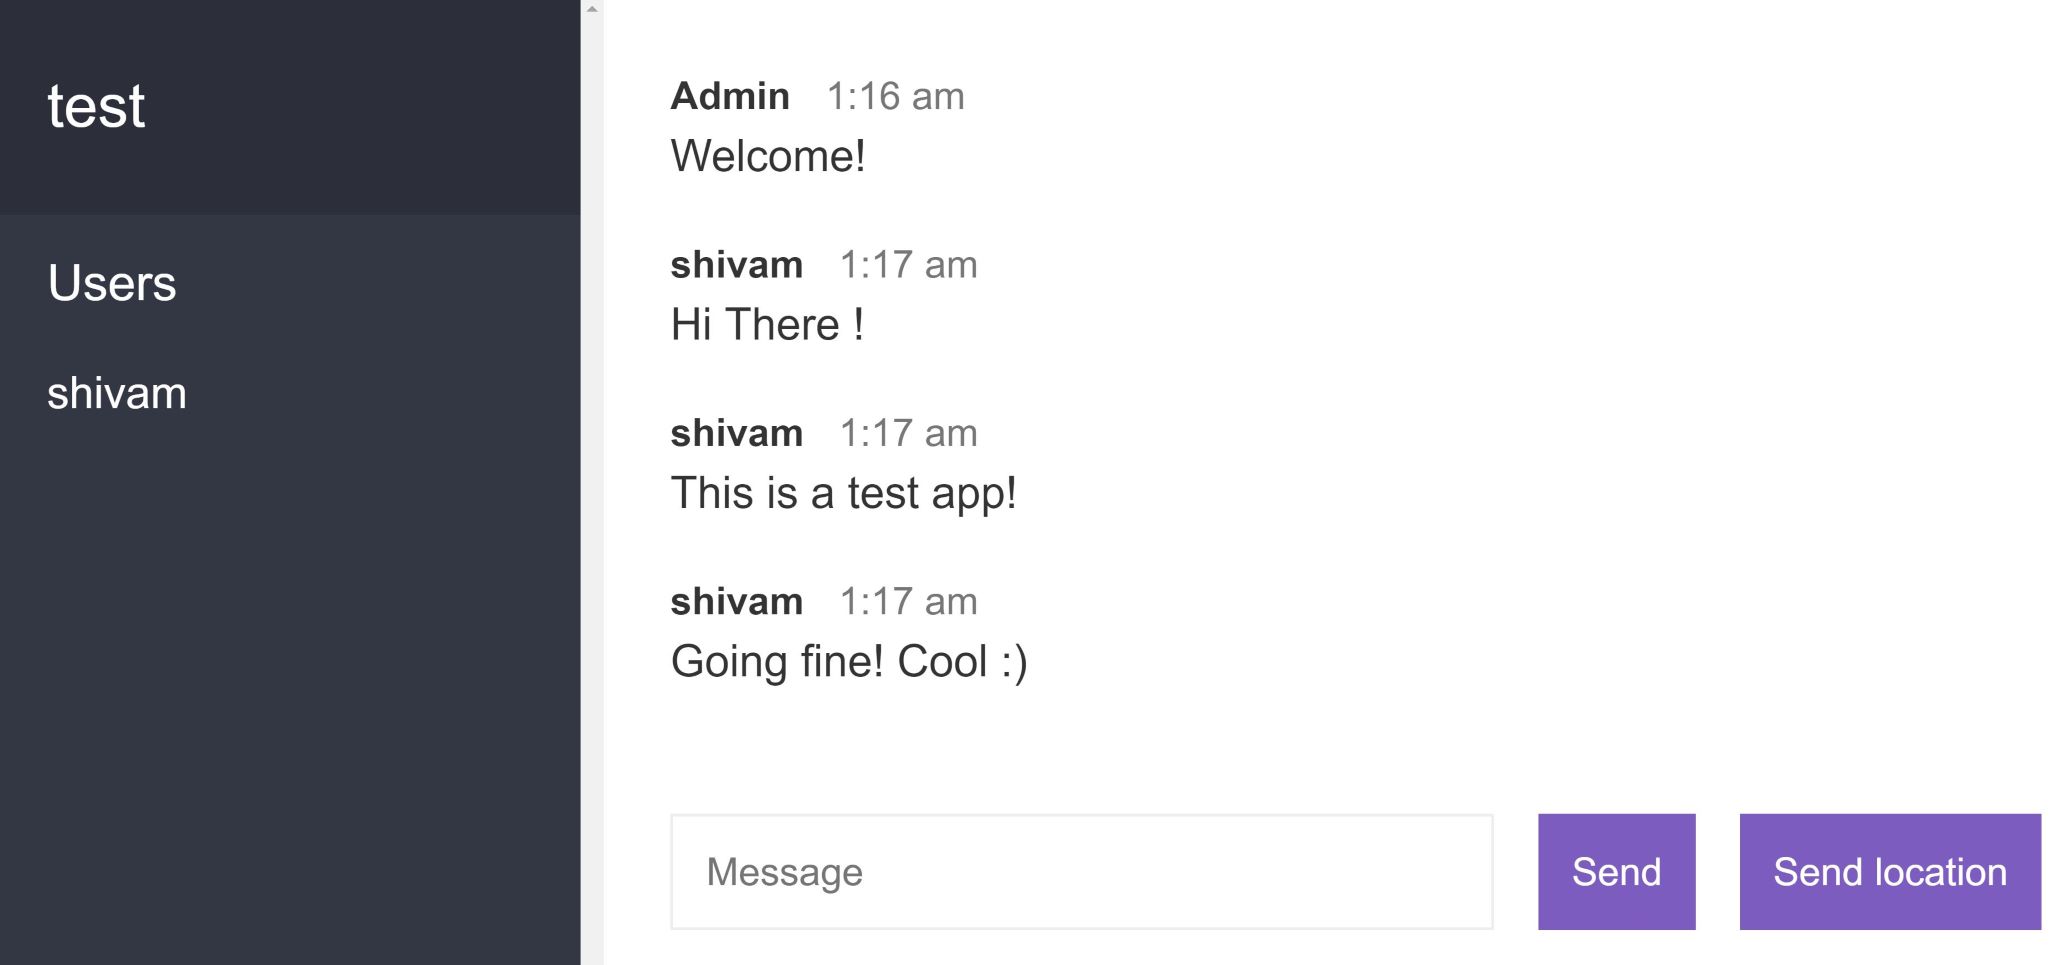 test
Users
shivam
Admin 1:16 am
Welcome!
shivam 1:17 am
Hi There !
shivam 1:17 am
This is a test app!
shivam 1:17 am
Going fine! Cool :)
Message
Send
Send location